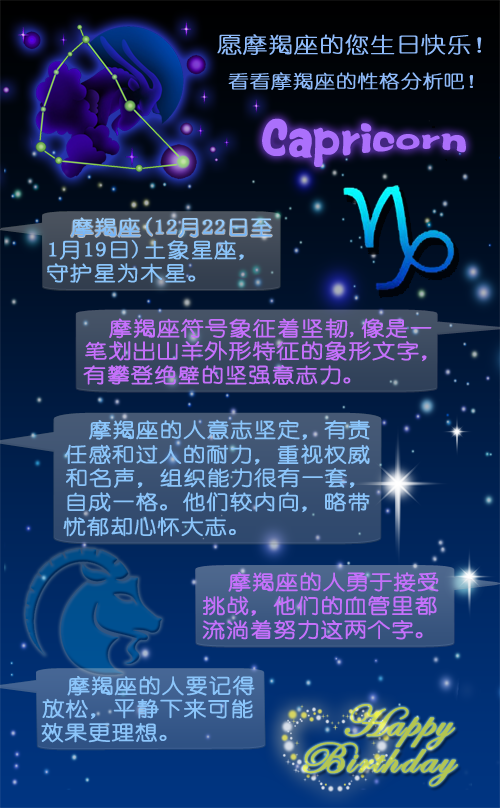 愿摩羯座的您生日快乐!
看看摩羯座的性格分析吧!
Capricorn
摩羯座(12月22日至
1月19日)土象星座,
守护星为木星。
摩羯座符号象征着坚韧,像是一
笔划出山羊外形特征的象形文字,
有攀登绝壁的坚强意志力。
摩羯座的人意志坚定,有责
任感和过人的耐力,重视权威
和名声,组织能力很有一套,
自成一格。他们较内向,略带
忧郁却心怀大志。
摩羯座的人勇于接受
挑战,他们的血管里都
流淌着努力这两个字。
摩羯座的人要记得
放松,平静下来可能
效果更理想。
Happy
Birthday